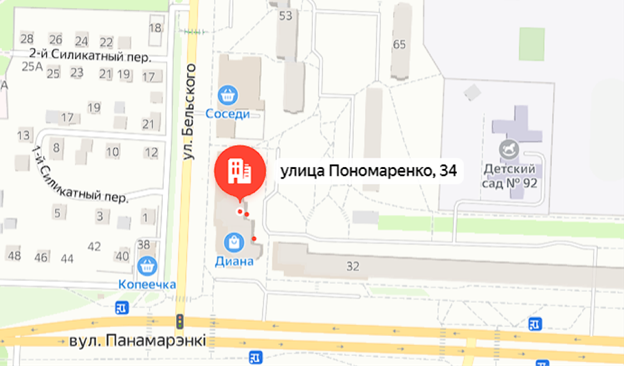 53
18
28
26
24
22
65
2-й Силикатный пер.
25А
25
23
21
19
17
ул. Бельского
19
Соседи
17
21
13
8
10
12
1-й Силикатный пер.
улица Пономаренко, 34
Детский
сад № 92
5
3
1
48
46
44
42
40
38
Диана
32
Копеечка
вул. Панамарэнкі